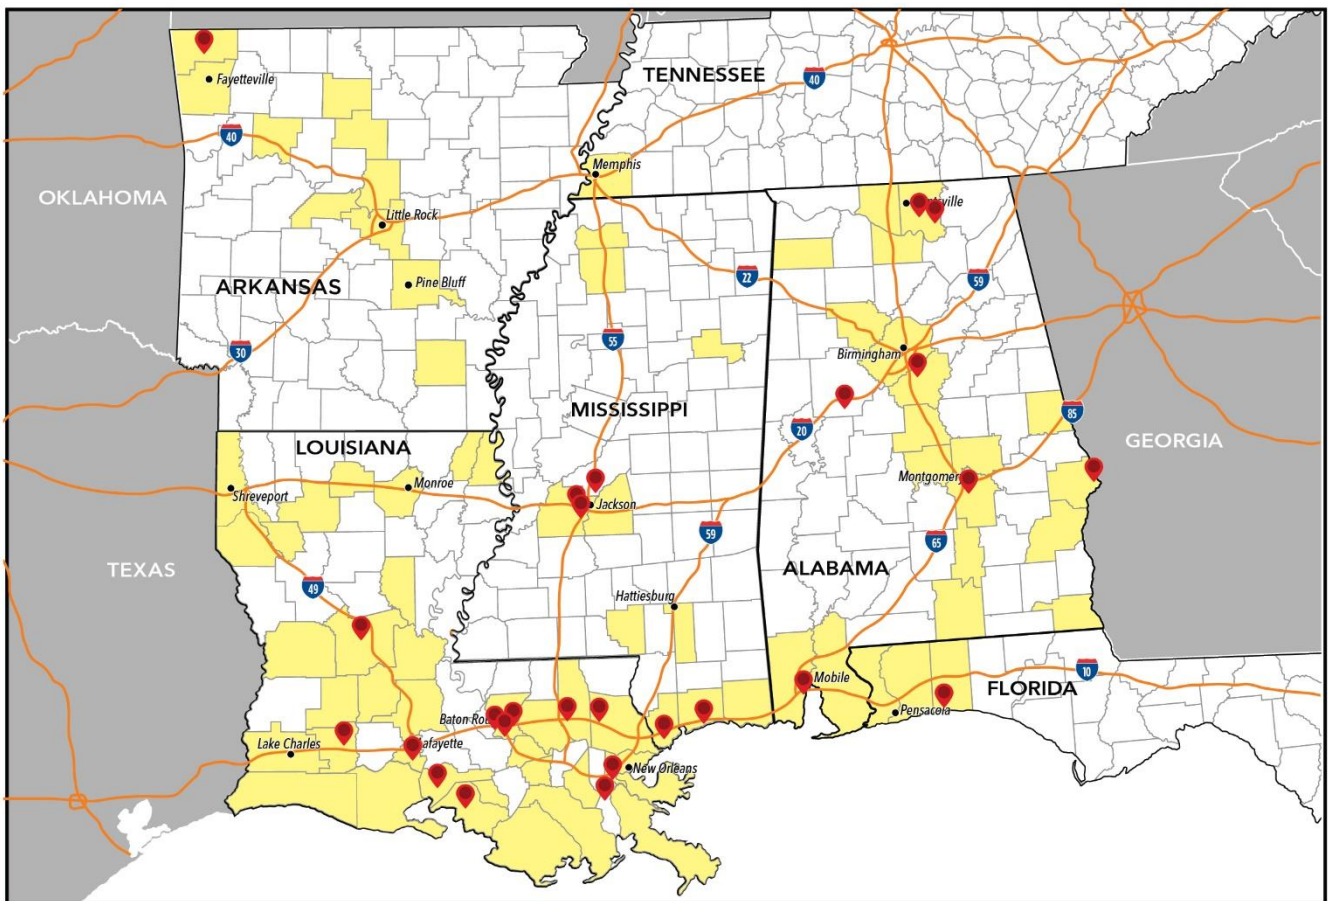 TENNESSEE
40
Fayetteville
40
Memphis
OKLAHOMA
Little Rock
22
59
ARKANSAS
Pine Bluff
55
30
Birmingham
MISSISSIPPI
20
85
GEORGIA
LOUISIANA
Shreveport
Monroe
Montgomery
Jackson
59
65
TEXAS
ALABAMA
49
Hattiesburg
Mobile
10
FLORIDA
Pensacola
Baton
Lake Charles
New Orleans